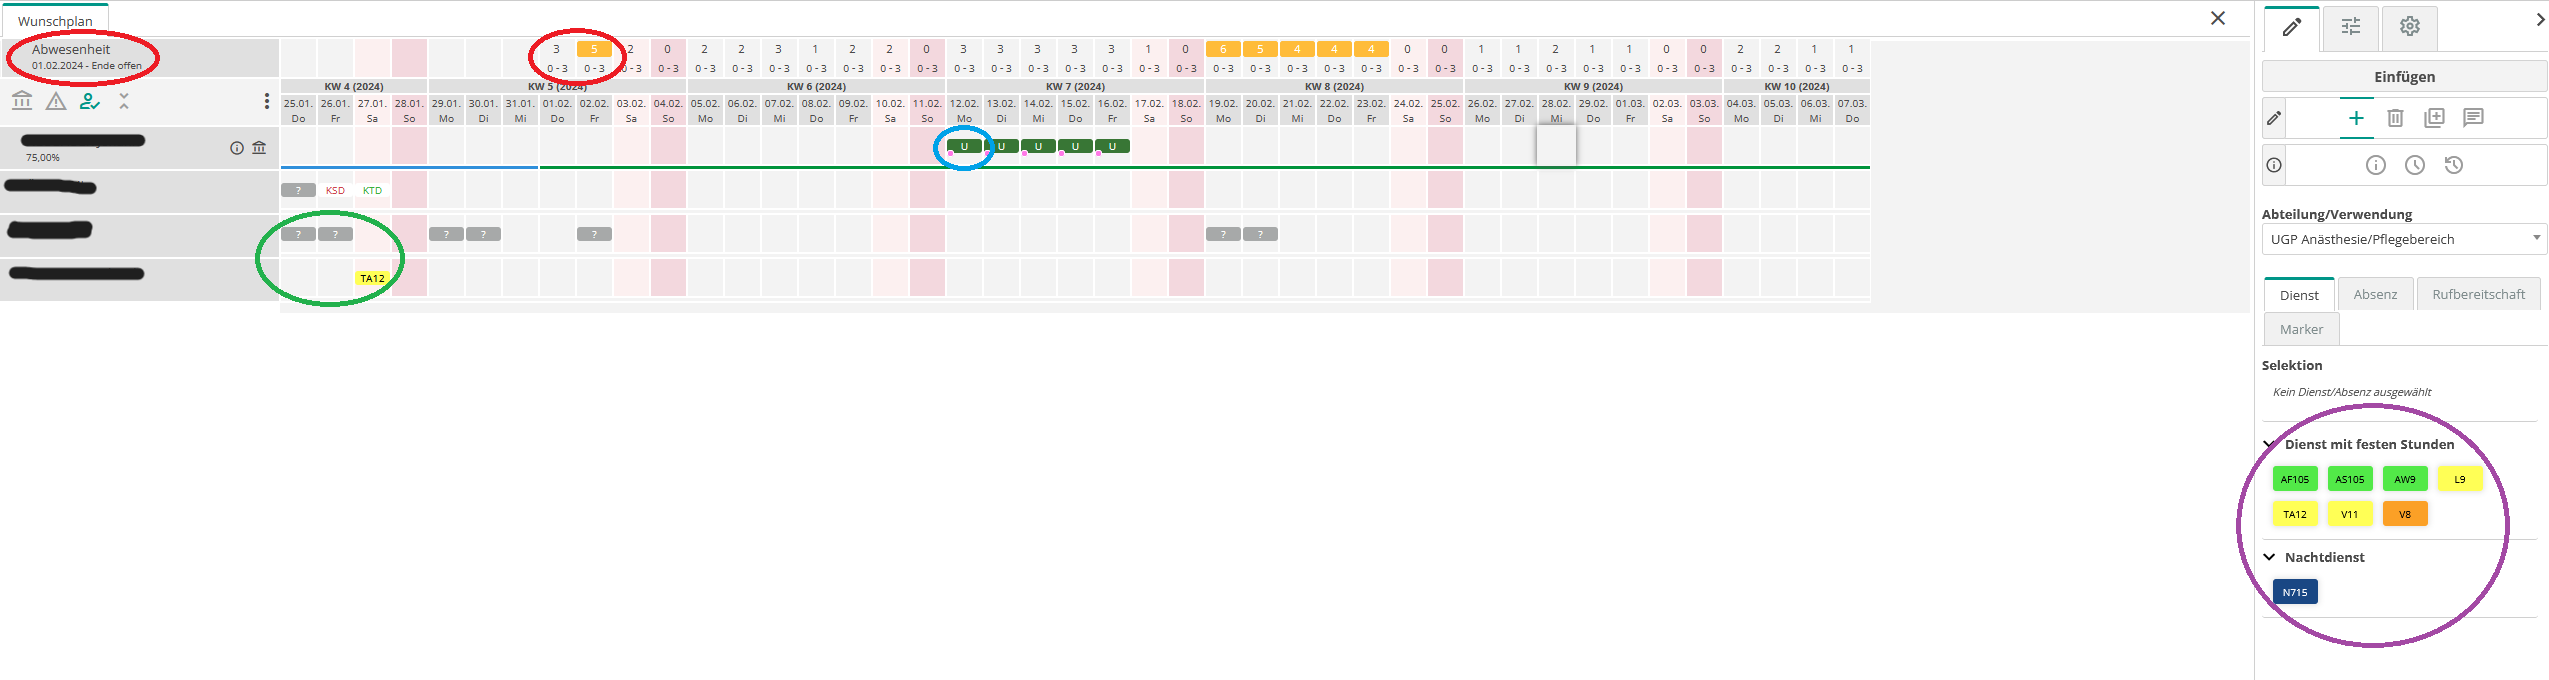 Wunschplan
Abwesenheit
01.02.2024 - Ende offen
3 5 2 0 2 2 3 1 2 2 0 3 3 3 3 3 1 0 6 5 4 4 4 0 0 1 1 2 1 1 0 0 2 2 1 1
0 - 3 0 - 3 0 - 3 0 - 3 0 - 3 0 - 3 0 - 3 0 - 3 0 - 3 0 - 3 0 - 3 0 - 3 0 - 3 0 - 3 0 - 3 0 - 3 0 - 3 0 - 3 0 - 3 0 - 3 0 - 3 0 - 3 0 - 3 0 - 3 0 - 3 0 - 3 0 - 3 0 - 3 0 - 3 0 - 3 0 - 3 0 - 3 0 - 3 0 - 3 0 - 3 0 - 3
KW 4 (2024) KW 5 (2024) KW 6 (2024) KW 7 (2024) KW 8 (2024) KW 9 (2024) KW 10 (2024)
25.01. 26.01. 27.01. 28.01. 29.01. 30.01. 31.01. 01.02. 02.02. 03.02. 04.02. 05.02. 06.02. 07.02. 08.02. 09.02. 10.02. 11.02. 12.02. 13.02. 14.02. 15.02. 16.02. 17.02. 18.02. 19.02. 20.02. 21.02. 22.02. 23.02. 24.02. 25.02. 26.02. 27.02. 28.02. 29.02. 01.03. 02.03. 03.03. 04.03. 05.03. 06.03. 07.03.
Do Fr Sa So Mo Di Mi Do Fr Sa So Mo Di Mi Do Fr Sa So Mo Di Mi Do Fr Sa So Mo Di Mi Do Fr Sa So Mo Di Mi Do Fr Sa So Mo Di Mi Do
75,00%
U U U U U
? KSD KTD
? ? ? ? ? ? ?
TA12
Einfügen
Abteilung/Verwendung
UGP Anästhesie/Pflegebereich
Dienst Absenz Rufbereitschaft
Marker
Selektion
Kein Dienst/Absenz ausgewählt
Dienst mit festen Stunden
AF105 AS105 AW9 L9
TA12 V11 V8
Nachtdienst
N715